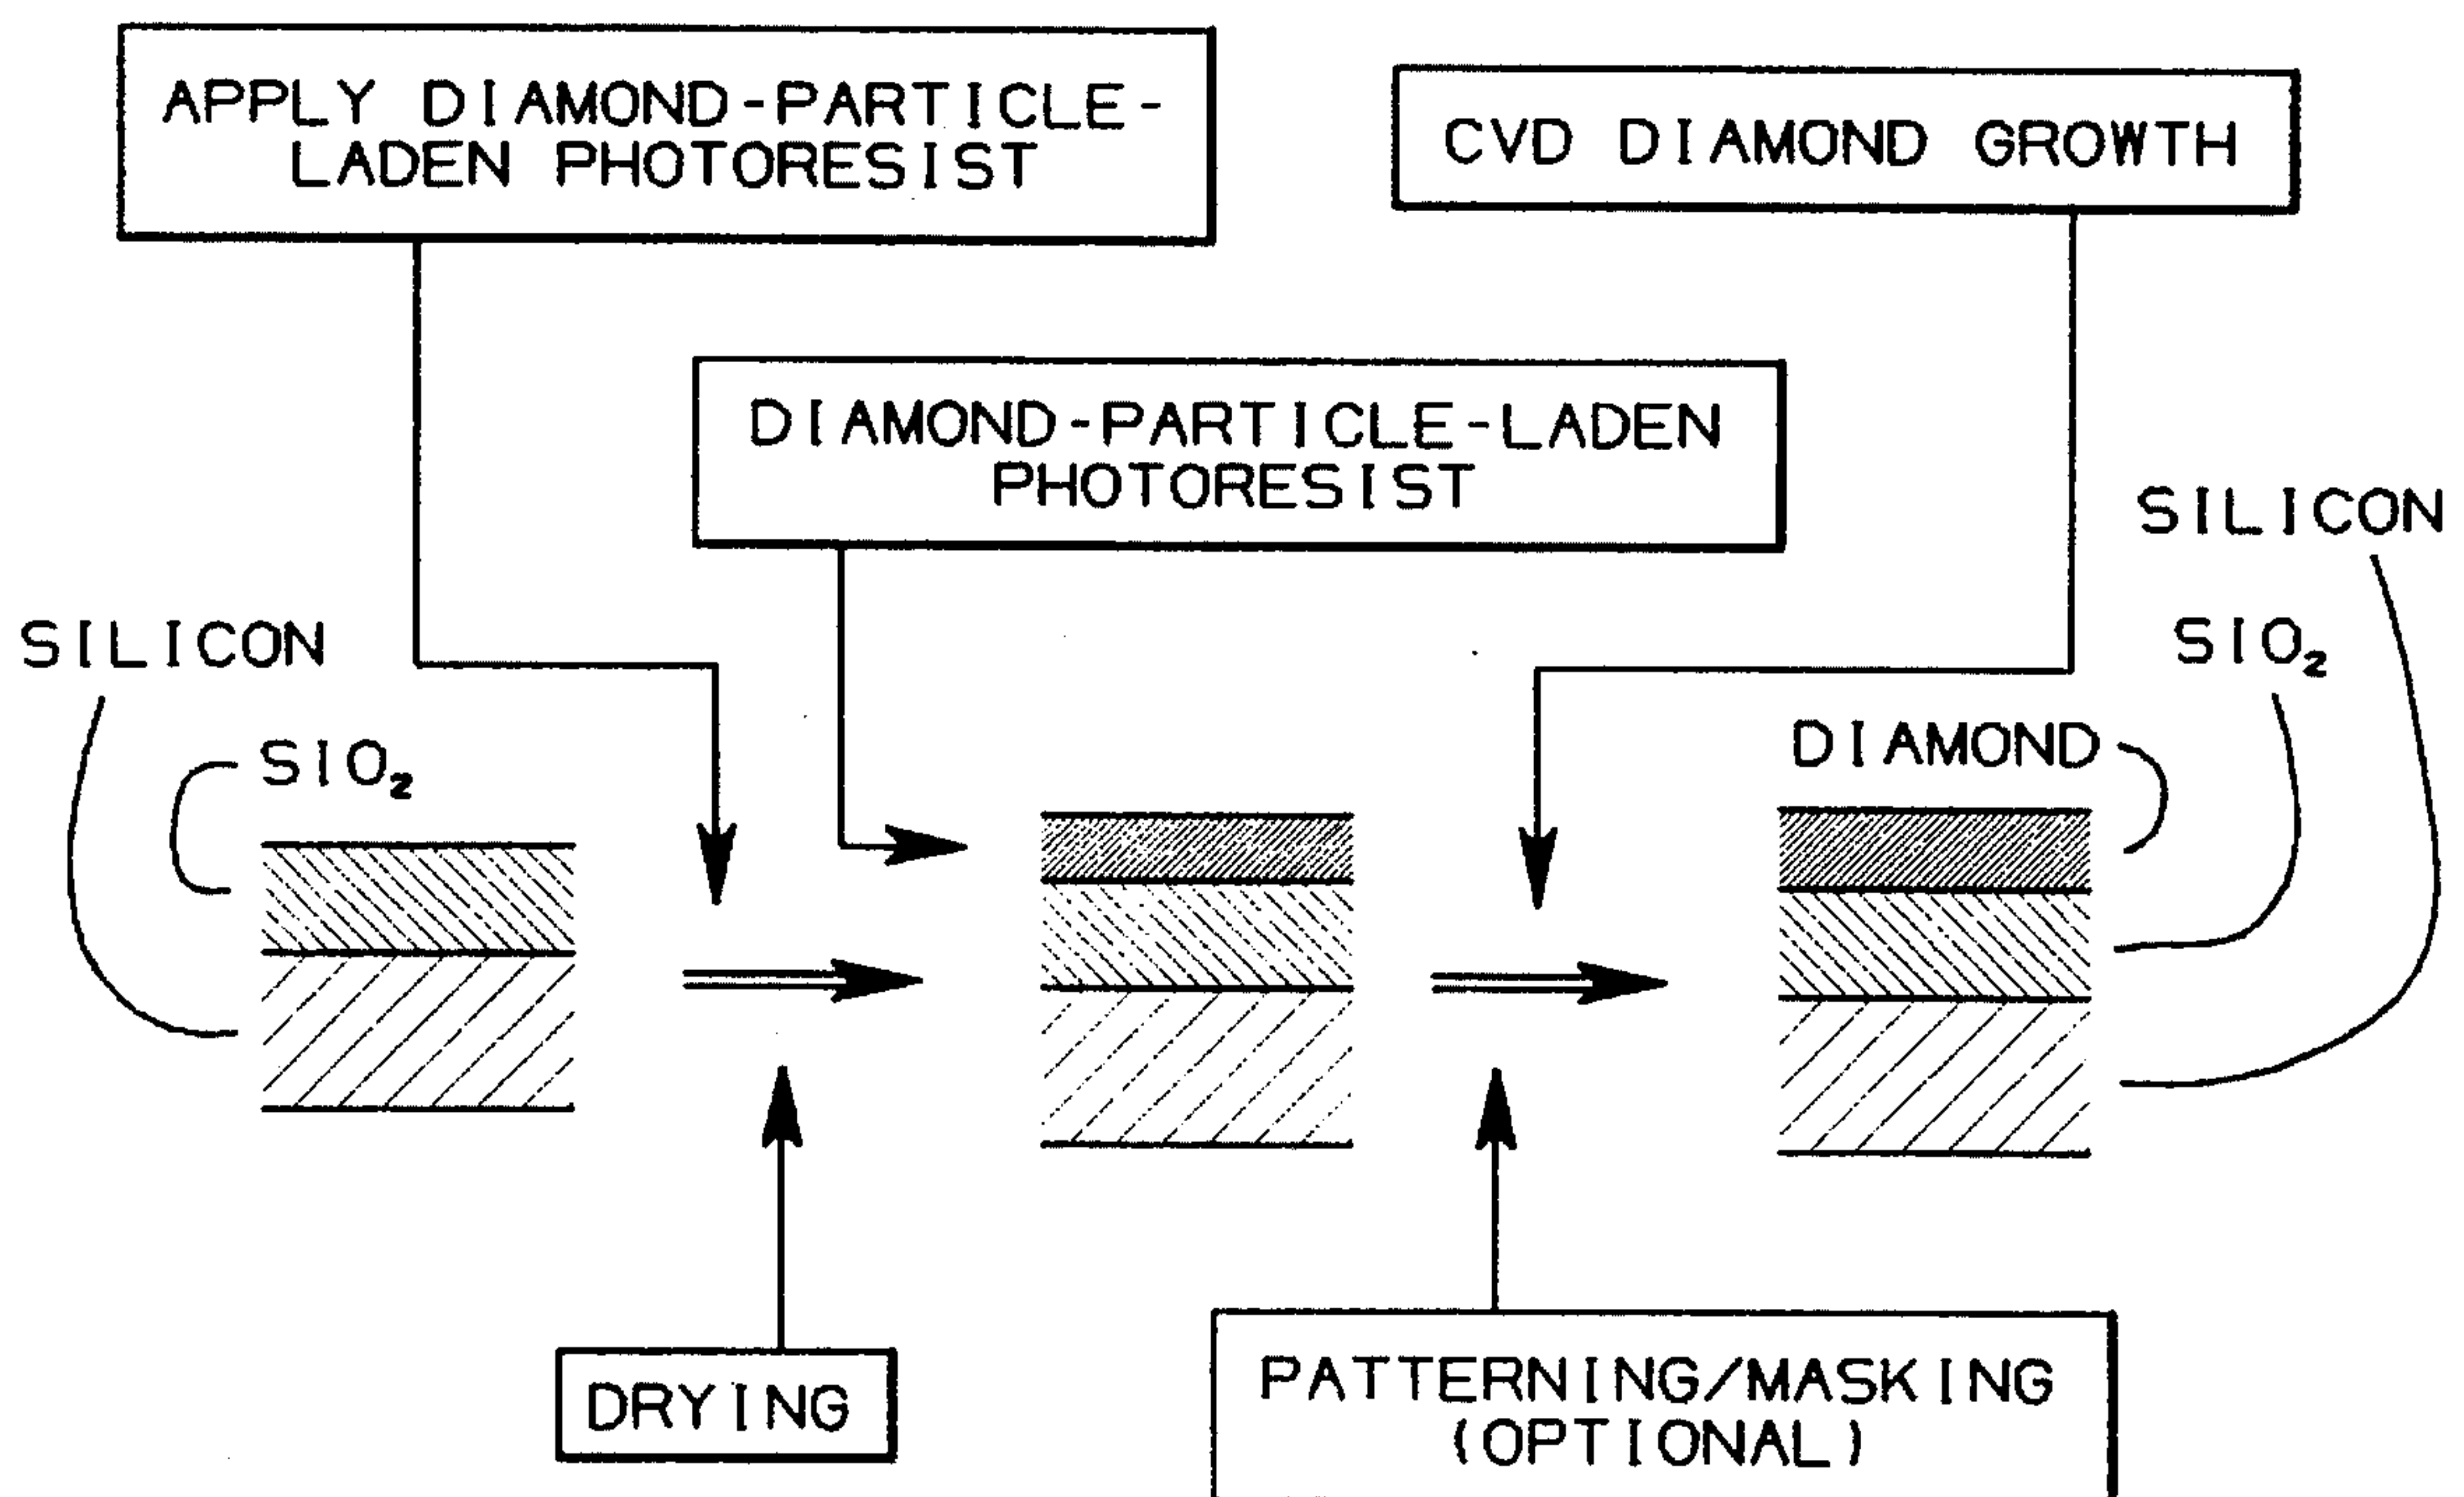 APPLY DIAMOND-PARTICLE-
LADEN PHOTORESIST
CVD DIAMOND GROWTH
DIAMOND-PARTICLE-LADEN
PHOTORESIST
SILICON
SILICON
SIO₂
SIO₂
DIAMOND
DRYING
PATTERNING/MASKING
(OPTIONAL)